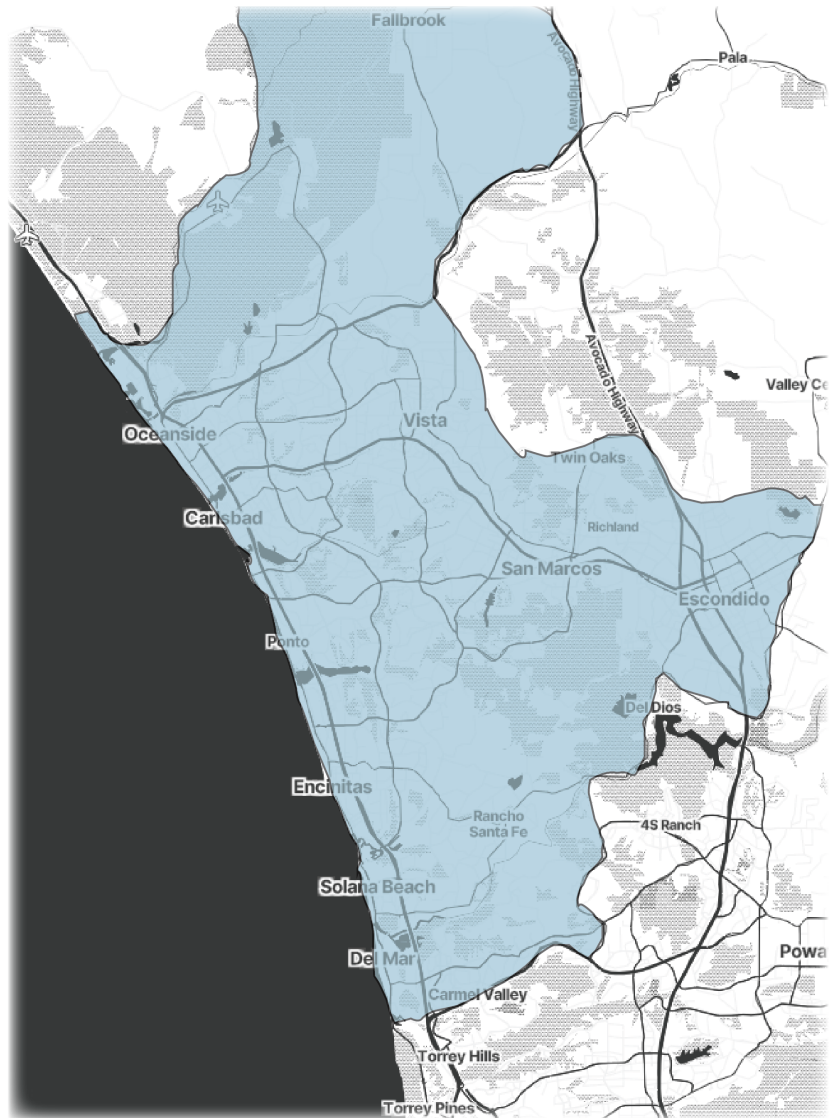 Fallbrook
Avocado Highway
Pala
Avocado Highway
Valley Ce
Oceanside
Vista
Twin Oaks
Carlsbad
Richland
San Marcos
Escondido
Ponto
Del Dios
Encinitas
Rancho
Santa Fe
4S Ranch
Solana Beach
Del Mar
Powa
Carmel Valley
Torrey Hills
Torrey Pines